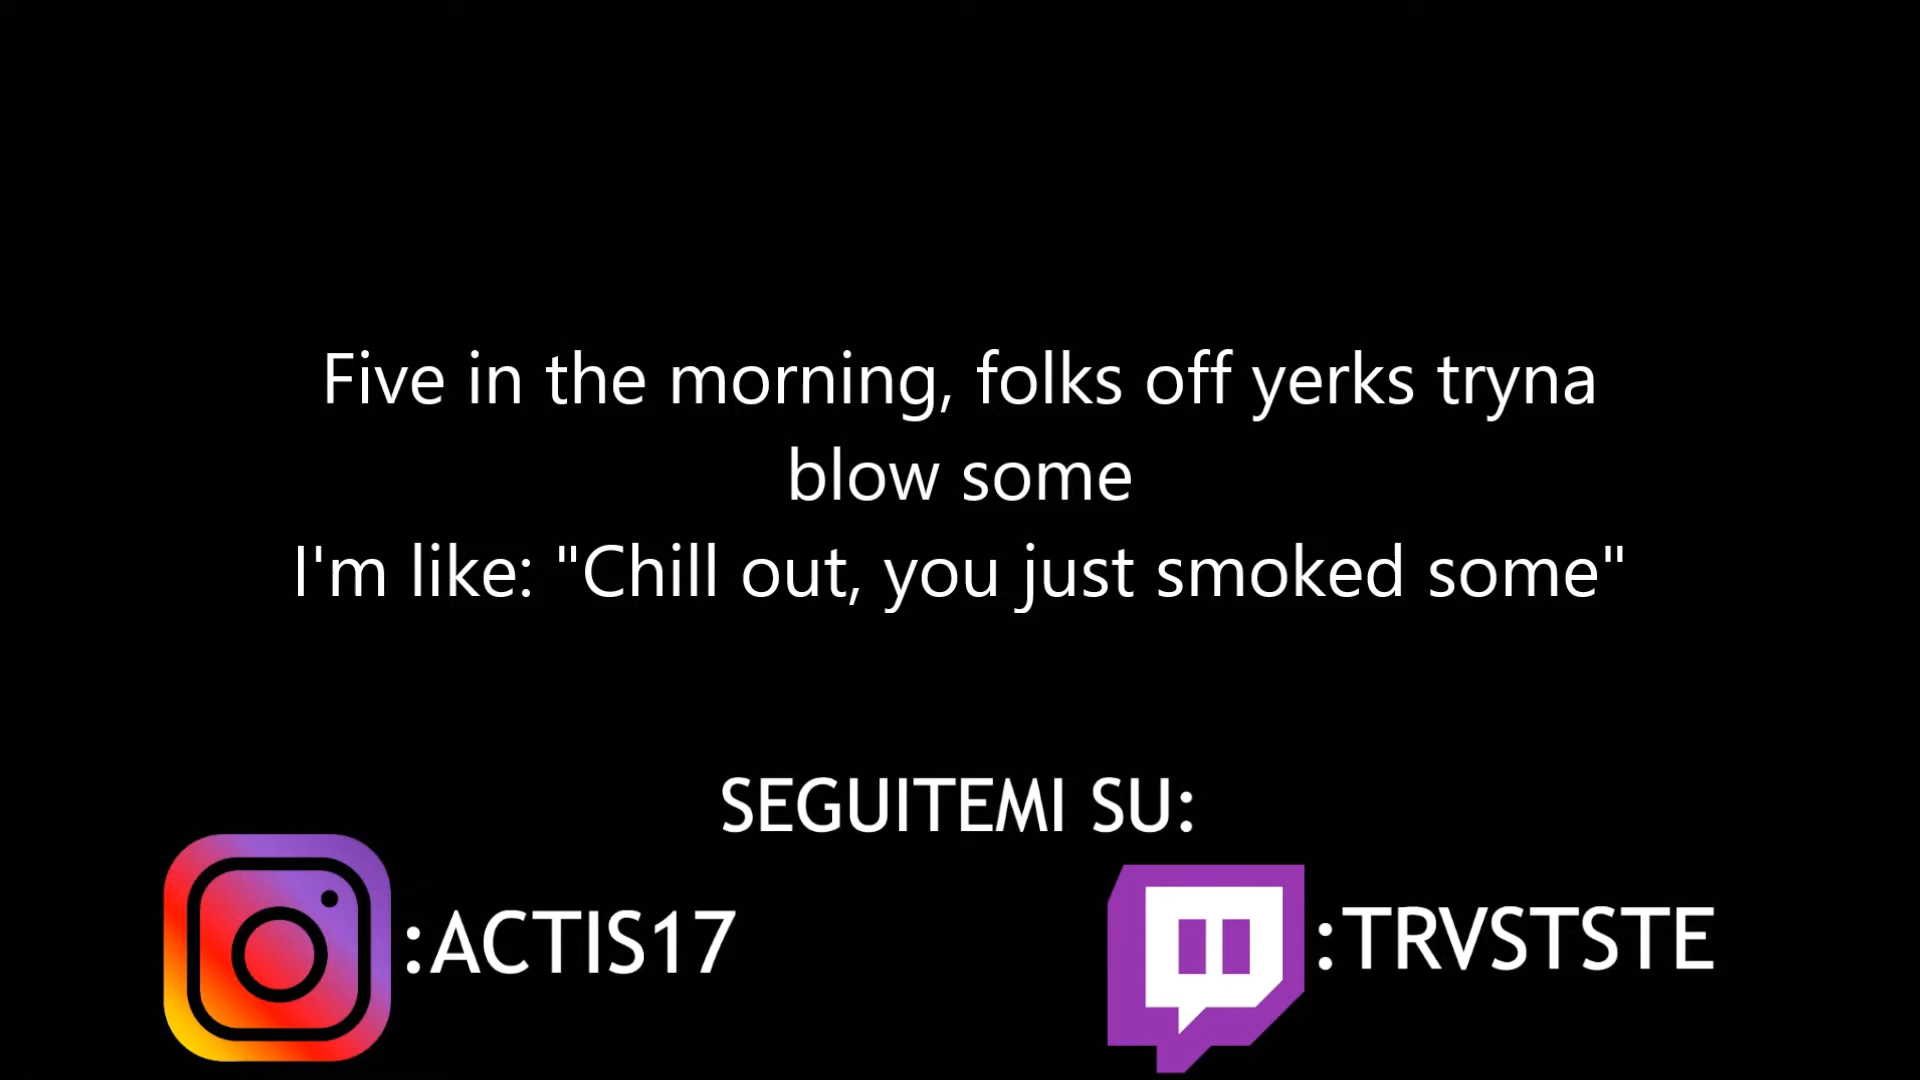 Five in the morning, folks off yerks tryna
blow some
I'm like: "Chill out, you just smoked some"
SEGUITEMI SU:
:ACTIS17
:TRVSTSTE